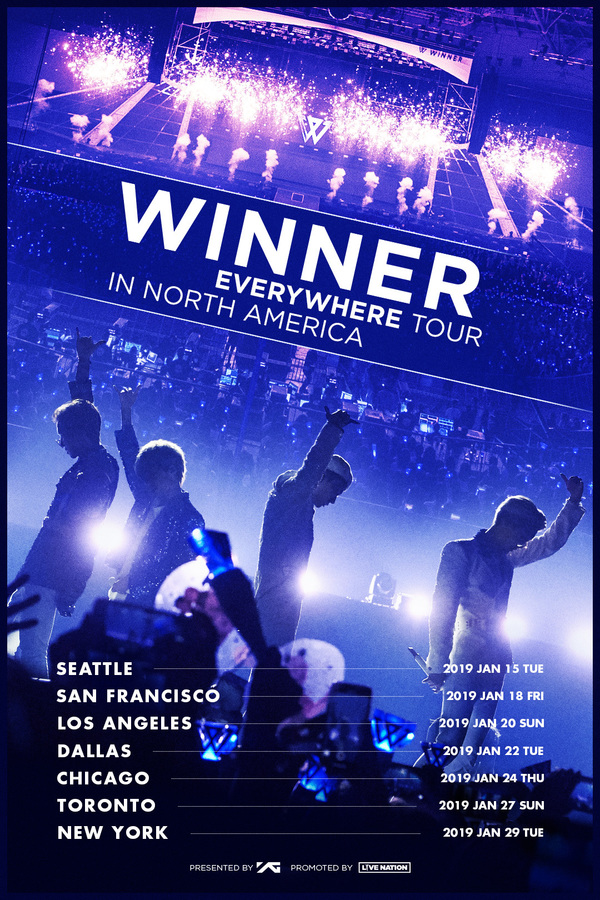 WINNER
WINNER
EVERYWHERE TOUR
IN NORTH AMERICA
SEATTLE 2019 JAN 15 TUE
SAN FRANCISCO 2019 JAN 18 FRI
LOS ANGELES 2019 JAN 20 SUN
DALLAS 2019 JAN 22 TUE
CHICAGO 2019 JAN 24 THU
TORONTO 2019 JAN 27 SUN
NEW YORK 2019 JAN 29 TUE
PRESENTED BY YG PROMOTED BY LIVE NATION